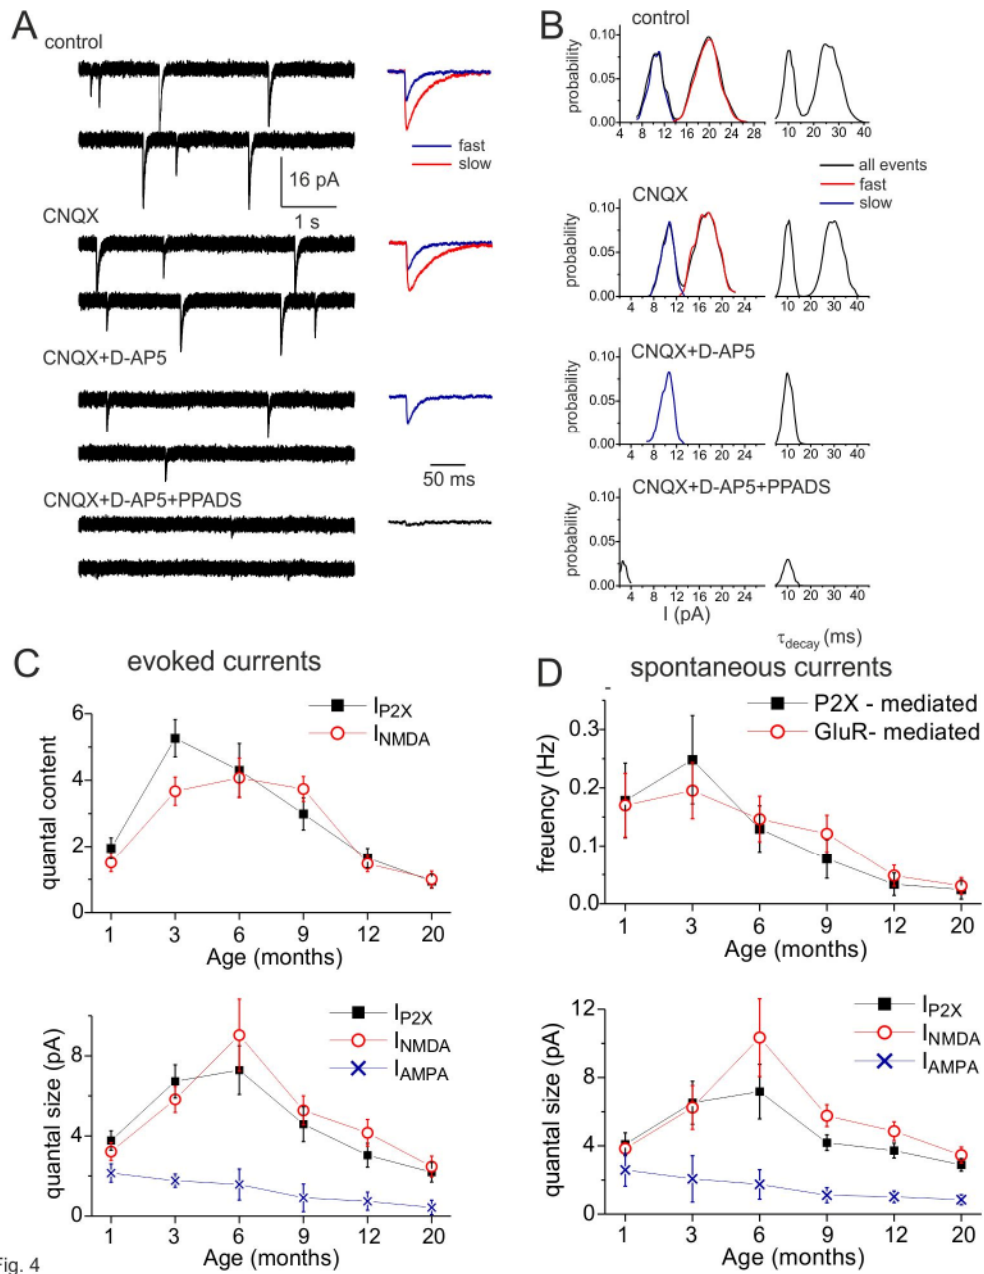 A
control
fast
slow
16 pA
1 s
CNQX
CNQX+D-AP5
50 ms
CNQX+D-AP5+PPADS
B
control
probability
0.10
0.05
0.00
4 8 12 16 20 24 28
10 20 30 40
all events
fast
slow
CNQX
probability
0.10
0.05
0.00
4 8 12 16 20 24
10 20 30 40
CNQX+D-AP5
probability
0.10
0.05
0.00
4 8 12 16 20 24
10 20 30 40
CNQX+D-AP5+PPADS
probability
0.10
0.05
0.00
4 8 12 16 20 24
10 20 30 40
I (pA)
τdecay (ms)
C evoked currents
IP2X
INMDA
quantal content
6
4
2
0
1 3 6 9 12 20
Age (months)
IP2X
INMDA
IAMPA
quantal size (pA)
8
4
0
1 3 6 9 12 20
Age (months)
D spontaneous currents
P2X - mediated
GluR- mediated
freuency (Hz)
0.3
0.2
0.1
0.0
1 3 6 9 12 20
Age (months)
IP2X
INMDA
IAMPA
quantal size (pA)
12
8
4
0
1 3 6 9 12 20
Age (months)
Fig. 4